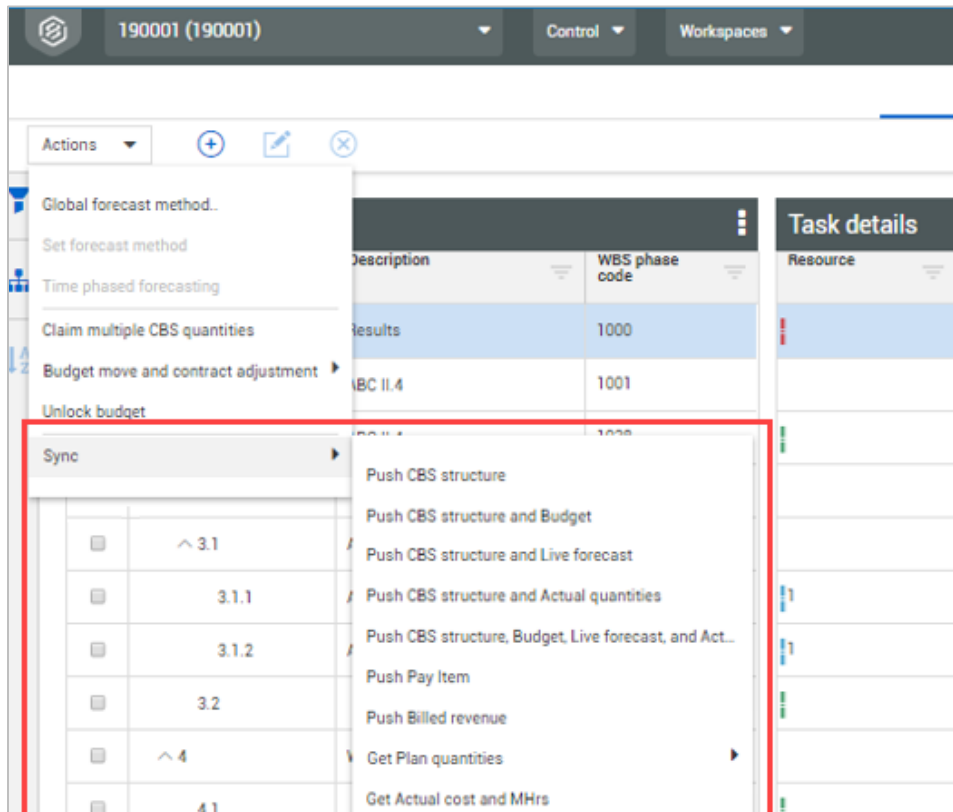 190001 (190001)
Control
Workspaces
Actions
Global forecast method..
Set forecast method
Time phased forecasting
Claim multiple CBS quantities
Budget move and contract adjustment
Unlock budget
Sync
Task details
Description
WBS phase
code
Resource
Results
1000
ABC II.4
1001
Push CBS structure
Push CBS structure and Budget
Push CBS structure and Live forecast
Push CBS structure and Actual quantities
Push CBS structure, Budget, Live forecast, and Act...
Push Pay Item
Push Billed revenue
Get Plan quantities
Get Actual cost and MHrs
3.1
3.1.1
1
3.1.2
1
3.2
4
4.1